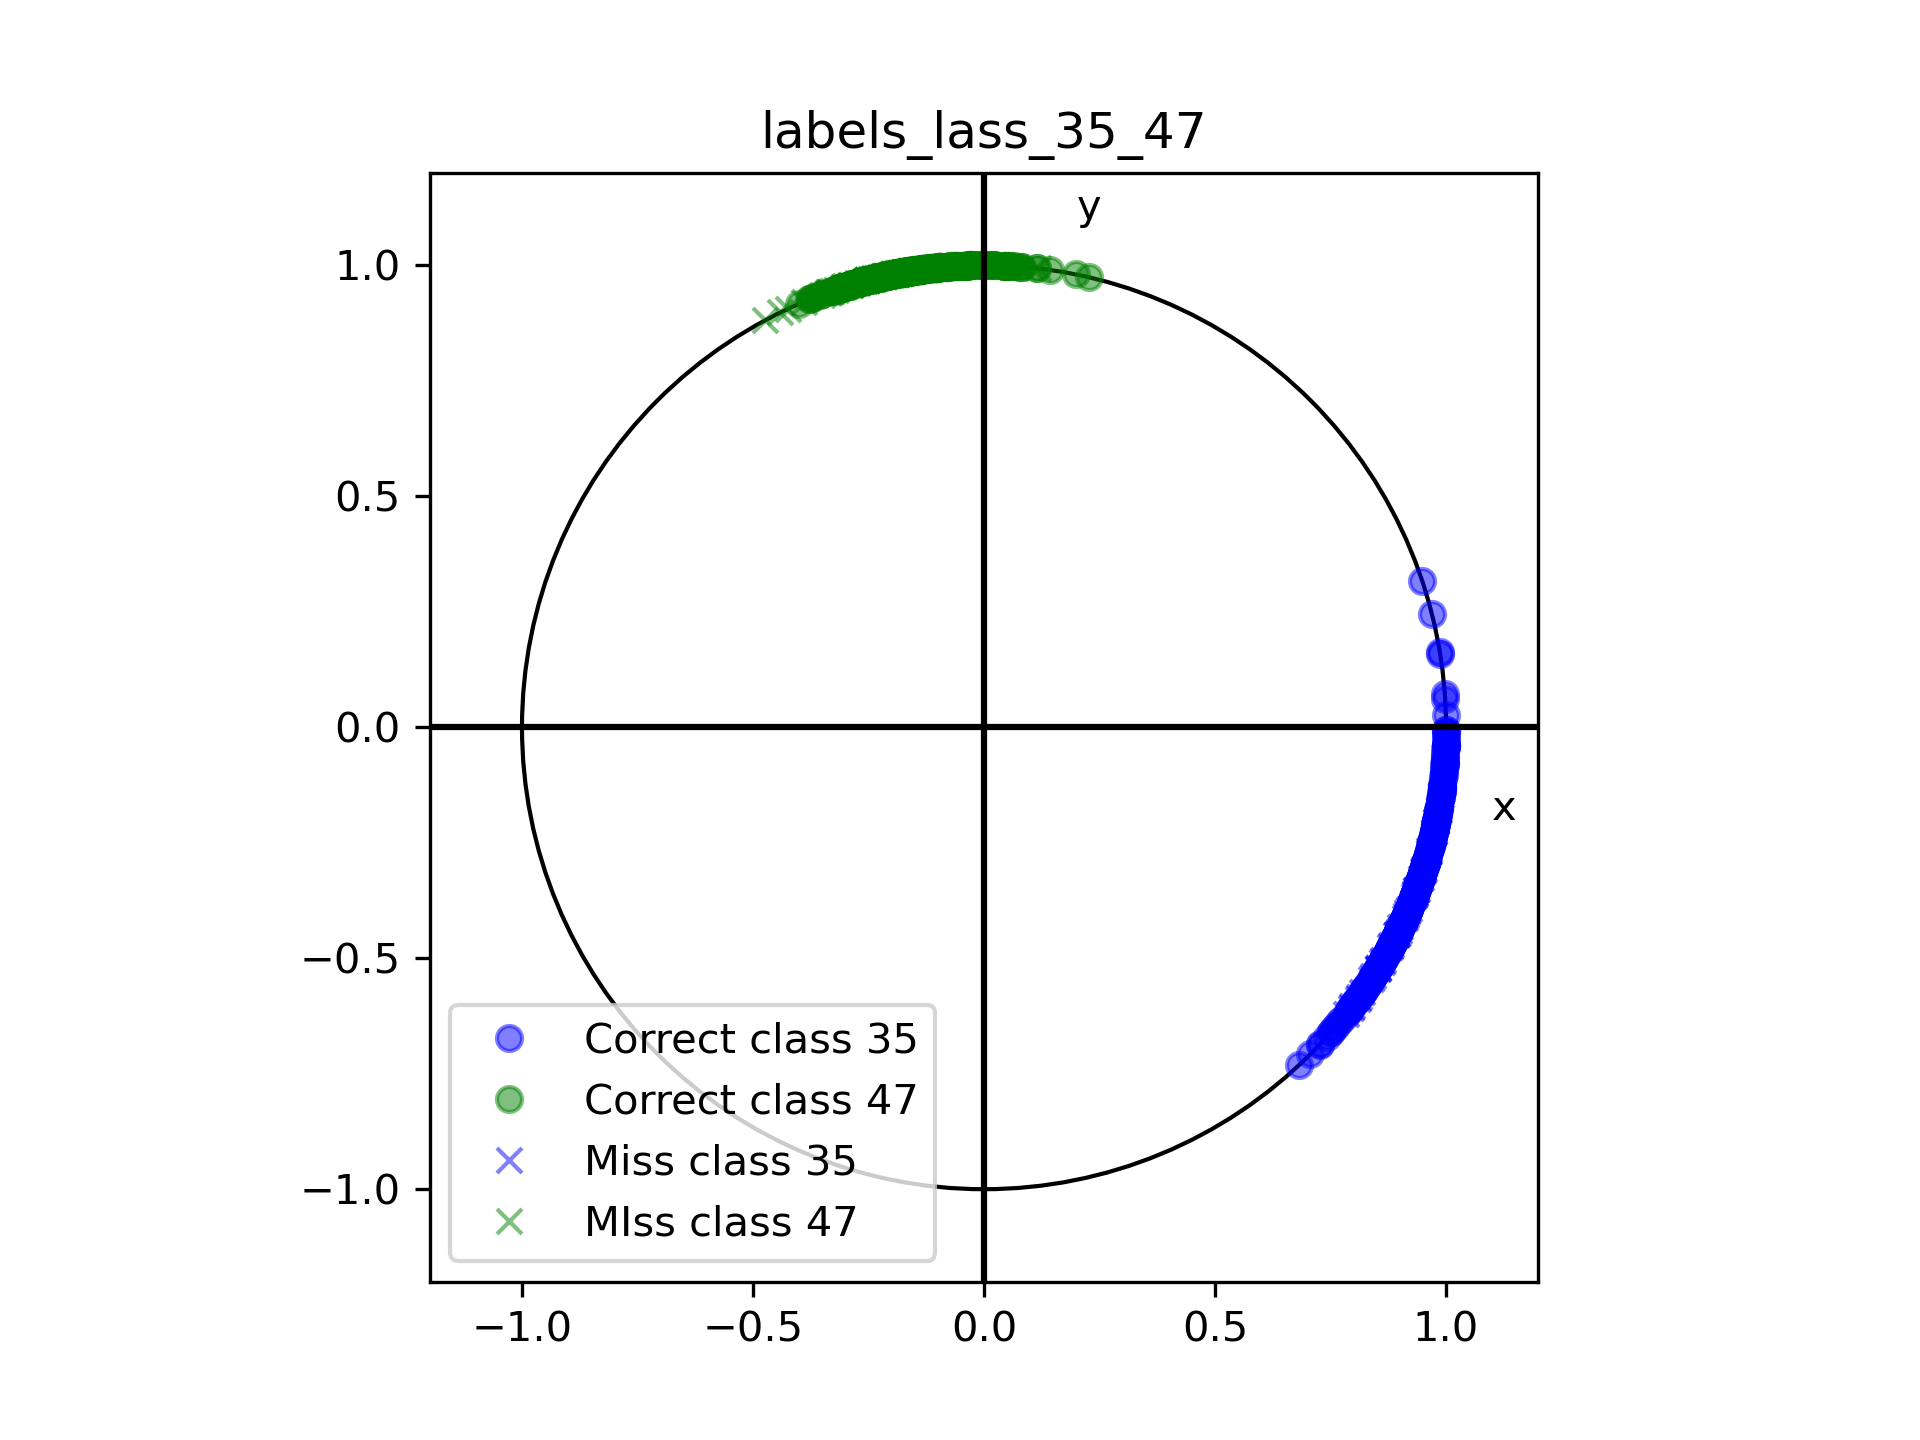 labels_lass_35_47
y
1.0
0.5
0.0
−0.5
−1.0
x
Correct class 35
Correct class 47
Miss class 35
MIss class 47
−1.0 −0.5 0.0 0.5 1.0